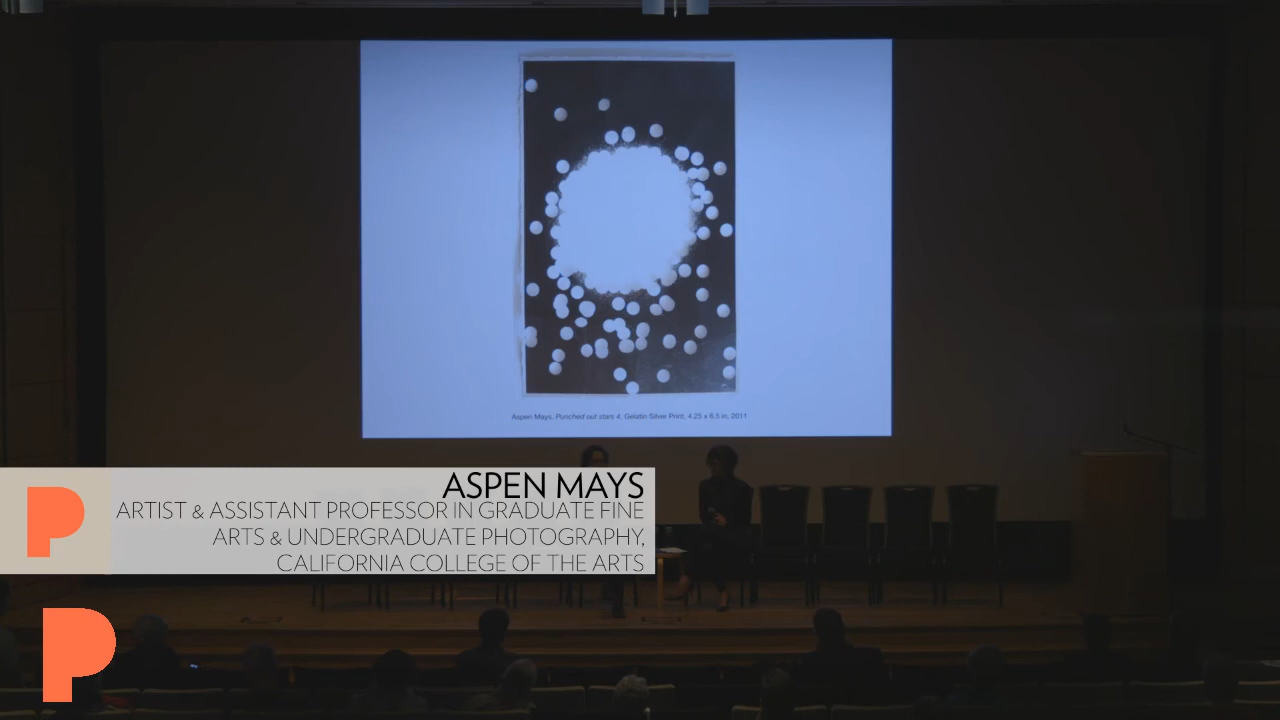 Aspen Mays, Punched out stars 4, Gelatin Silver Print, 4.25 x 6.5 in, 2011
ASPEN MAYS
ARTIST & ASSISTANT PROFESSOR IN GRADUATE FINE
ARTS & UNDERGRADUATE PHOTOGRAPHY,
CALIFORNIA COLLEGE OF THE ARTS
P
P